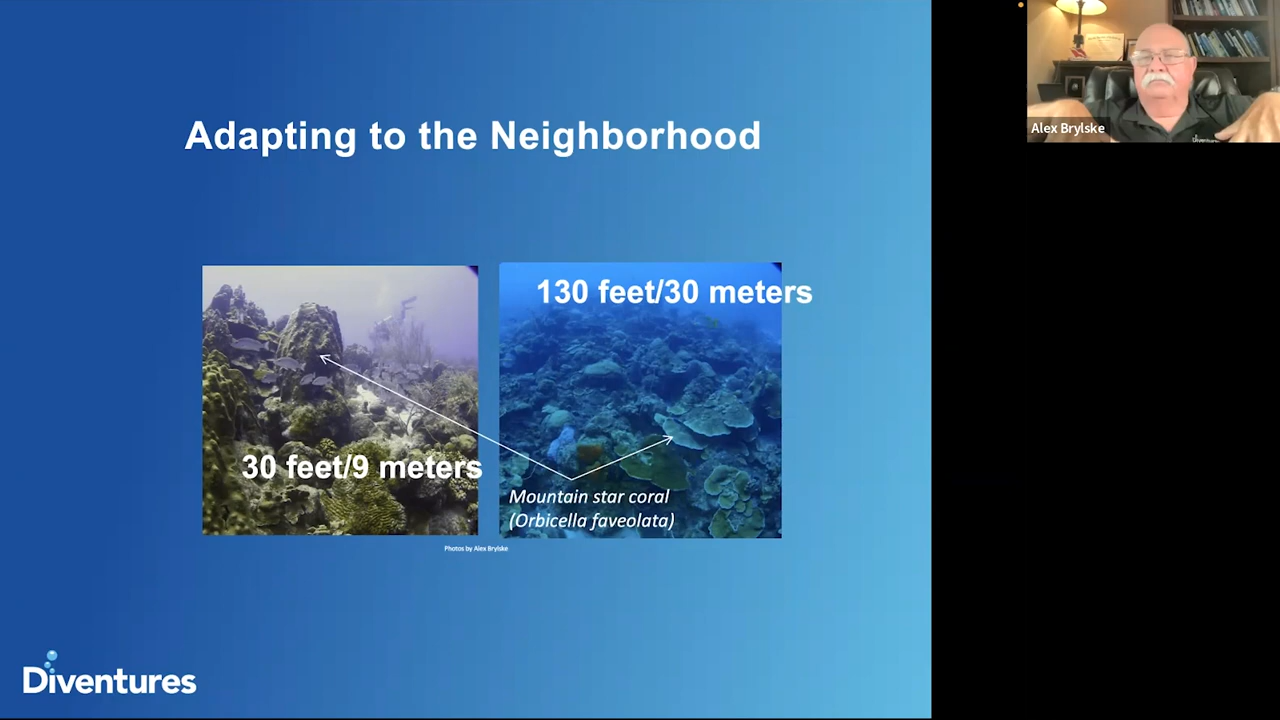 Adapting to the Neighborhood
130 feet/30 meters
30 feet/9 meters
Mountain star coral
(Orbicella faveolata)
Photos by Alex Brylske
Diventures
Alex Brylske